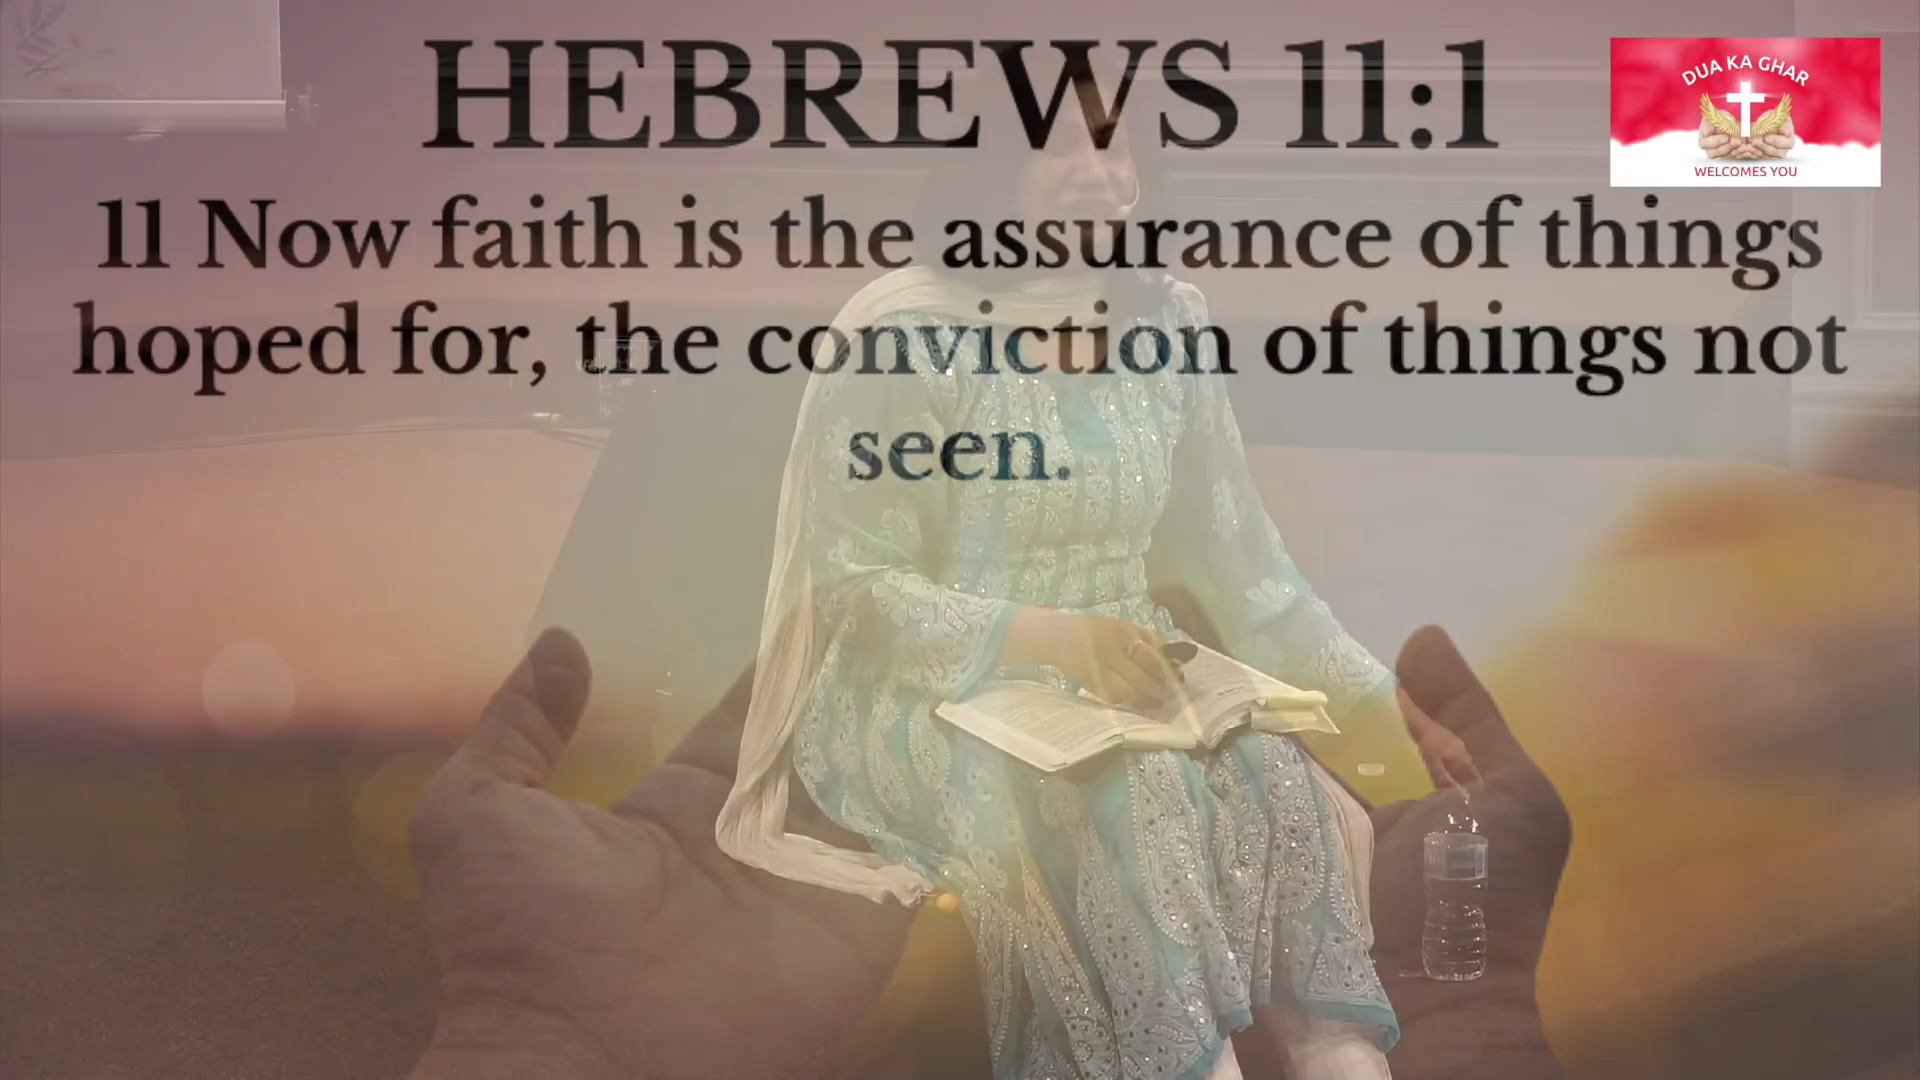 HEBREWS 11:1
11 Now faith is the assurance of things
hoped for, the conviction of things not
seen.
DUA KA GHAR
WELCOMES YOU